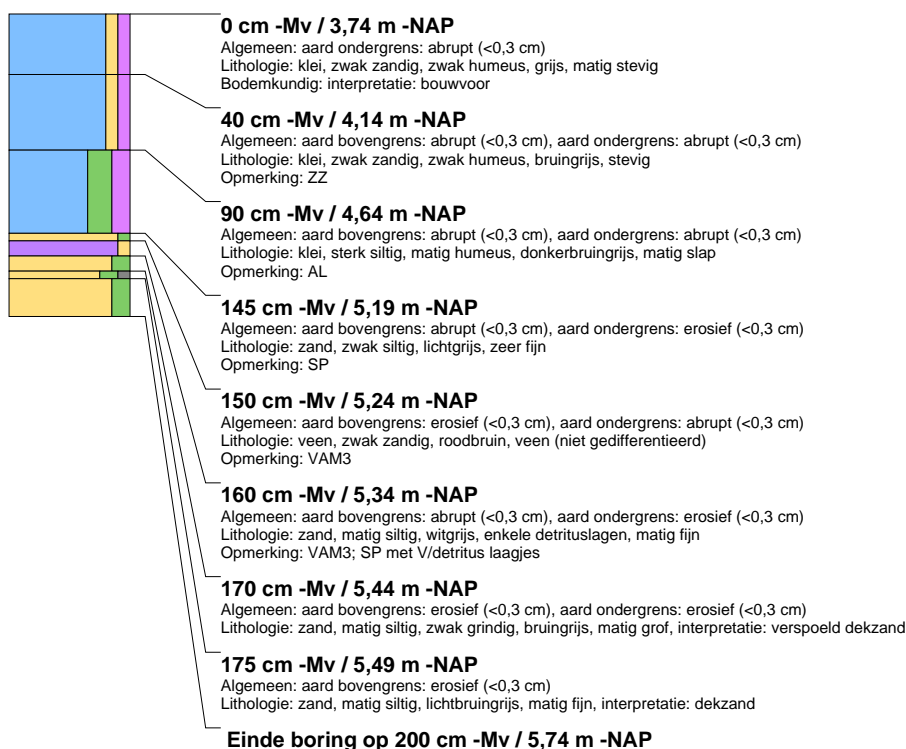 0 cm -Mv / 3,74 m -NAP
Algemeen: aard ondergrens: abrupt (<0,3 cm)
Lithologie: klei, zwak zandig, zwak humeus, grijs, matig stevig
Bodemkundig: interpretatie: bouwvoor
40 cm -Mv / 4,14 m -NAP
Algemeen: aard bovengrens: abrupt (<0,3 cm), aard ondergrens: abrupt (<0,3 cm)
Lithologie: klei, zwak zandig, zwak humeus, bruingrijs, stevig
Opmerking: ZZ
90 cm -Mv / 4,64 m -NAP
Algemeen: aard bovengrens: abrupt (<0,3 cm), aard ondergrens: abrupt (<0,3 cm)
Lithologie: klei, sterk siltig, matig humeus, donkerbruingrijs, matig slap
Opmerking: AL
145 cm -Mv / 5,19 m -NAP
Algemeen: aard bovengrens: abrupt (<0,3 cm), aard ondergrens: erosief (<0,3 cm)
Lithologie: zand, zwak siltig, lichtgrijs, zeer fijn
Opmerking: SP
150 cm -Mv / 5,24 m -NAP
Algemeen: aard bovengrens: erosief (<0,3 cm), aard ondergrens: abrupt (<0,3 cm)
Lithologie: veen, zwak zandig, roodbruin, veen (niet gedifferentieerd)
Opmerking: VAM3
160 cm -Mv / 5,34 m -NAP
Algemeen: aard bovengrens: abrupt (<0,3 cm), aard ondergrens: erosief (<0,3 cm)
Lithologie: zand, matig siltig, witgrijs, enkele detrituslagen, matig fijn
Opmerking: VAM3; SP met V/detritus laagjes
170 cm -Mv / 5,44 m -NAP
Algemeen: aard bovengrens: erosief (<0,3 cm), aard ondergrens: erosief (<0,3 cm)
Lithologie: zand, matig siltig, zwak grindig, bruingrijs, matig grof, interpretatie: verspoeld dekzand
175 cm -Mv / 5,49 m -NAP
Algemeen: aard bovengrens: erosief (<0,3 cm)
Lithologie: zand, matig siltig, lichtbruingrijs, matig fijn, interpretatie: dekzand
Einde boring op 200 cm -Mv / 5,74 m -NAP